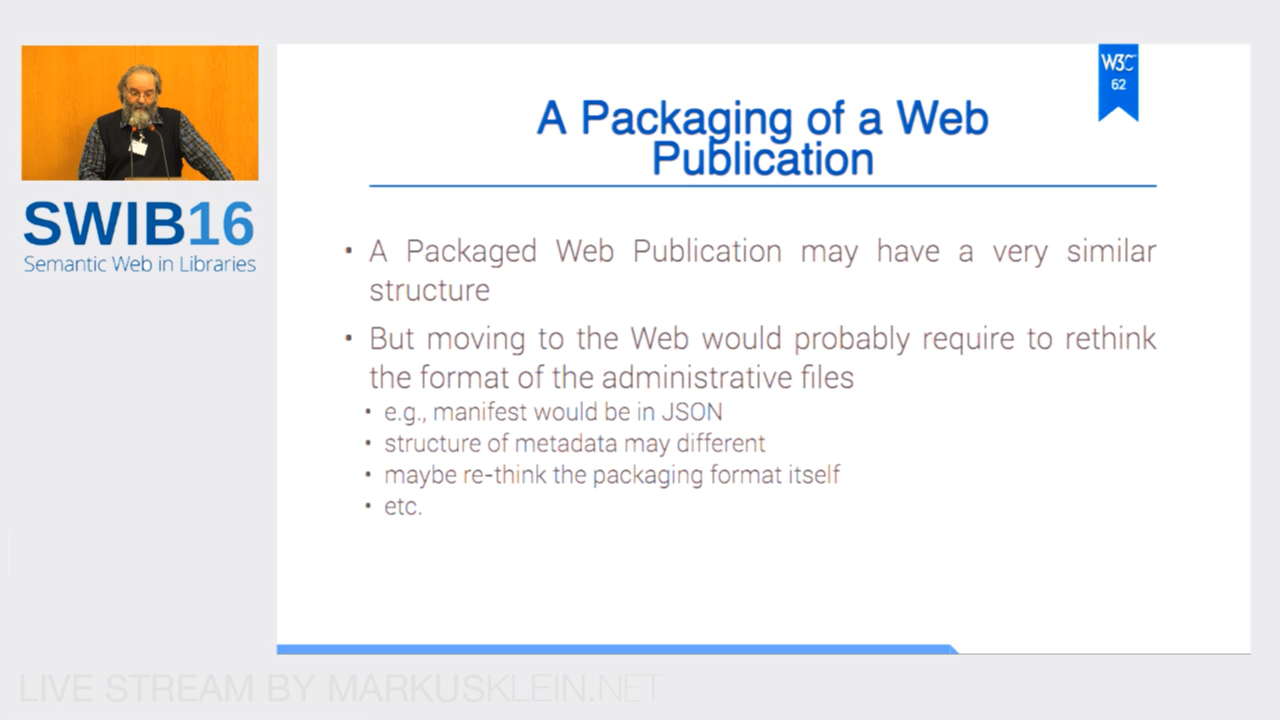 W3C
62
A Packaging of a Web
Publication
SWIB16
Semantic Web in Libraries
• A Packaged Web Publication may have a very similar
structure
• But moving to the Web would probably require to rethink
the format of the administrative files
• e.g., manifest would be in JSON
• structure of metadata may different
• maybe re-think the packaging format itself
• etc.
LIVE STREAM BY MARKUSKLEIN.NET